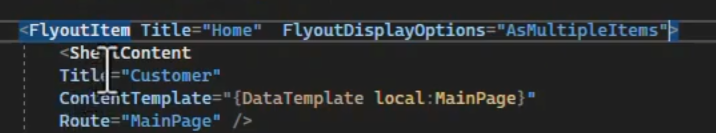 <FlyoutItem Title="Home"  FlyoutDisplayOptions="AsMultipleItems">
<ShellContent
Title="Customer"
ContentTemplate="{DataTemplate local:MainPage}"
Route="MainPage" />